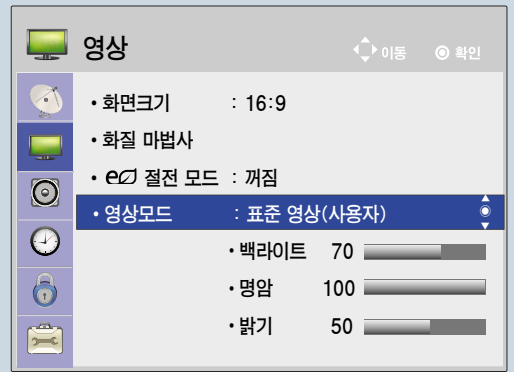 영상 이동 확인
• 화면크기 : 16:9
• 화질 마법사
• 절전 모드 : 꺼짐
• 영상모드 : 표준 영상(사용자)
• 백라이트 70
• 명암 100
• 밝기 50